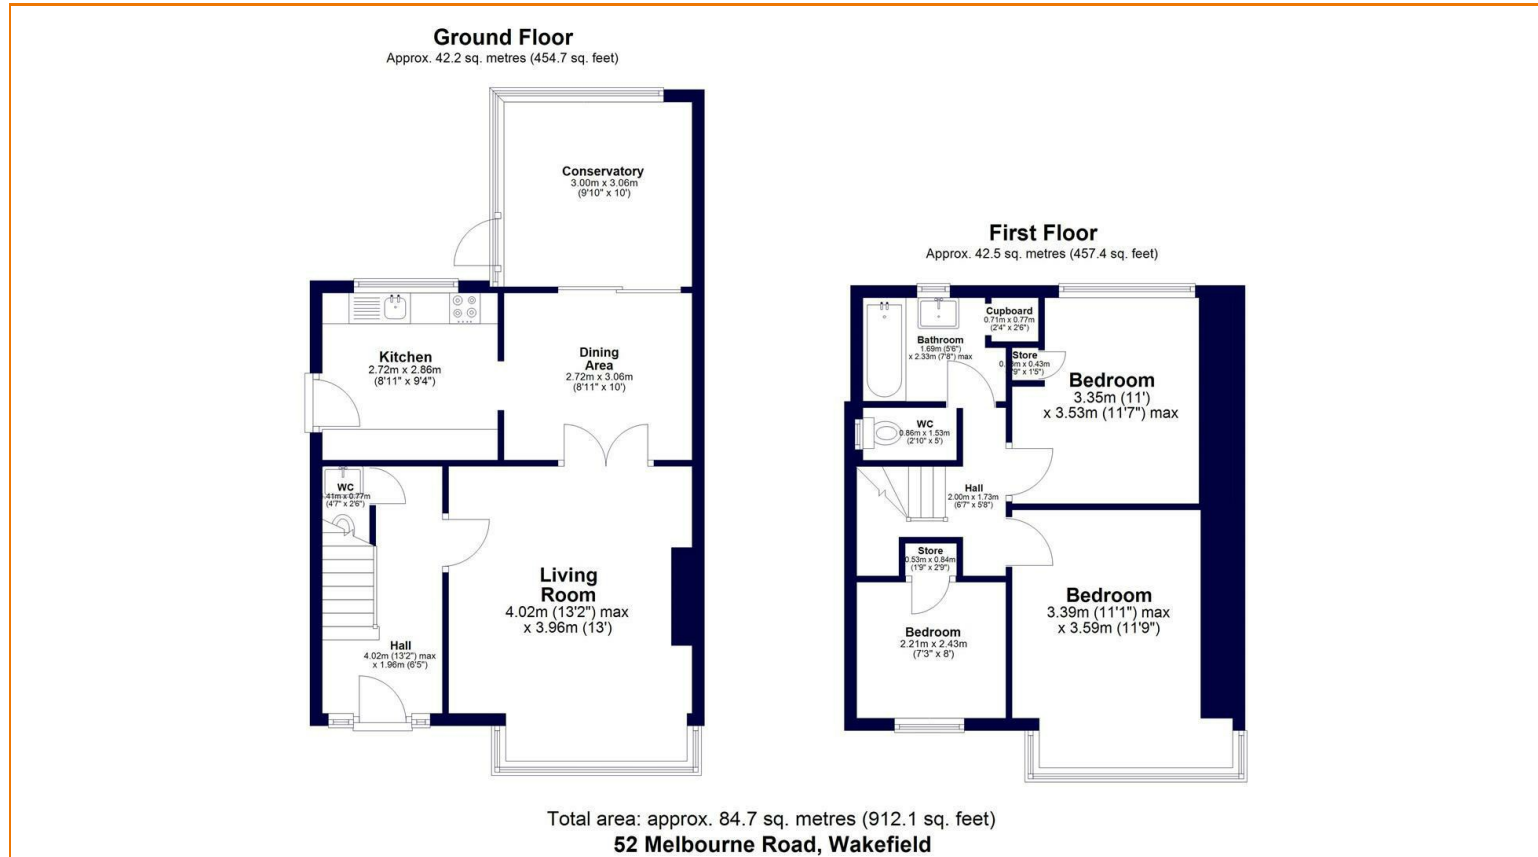 Ground Floor
Approx. 42.2 sq. metres (454.7 sq. feet)
Conservatory
3.00m x 3.06m
(9'10" x 10')
Kitchen
2.72m x 2.86m
(8'11" x 9'4")
Dining
Area
2.72m x 3.06m
(8'11" x 10')
WC
.41m x 0.77m
(4'7" x 2'6")
Living
Room
4.02m (13'2") max
x 3.96m (13')
Hall
4.02m (13'2") max
x 1.96m (6'5")
First Floor
Approx. 42.5 sq. metres (457.4 sq. feet)
Cupboard
0.71m x 0.77m
(2'4" x 2'6")
Bathroom
1.69m (5'6")
x 2.33m (7'8") max
Store
x 0.43m
x 1'5")
Bedroom
3.35m (11')
x 3.53m (11'7") max
WC
0.86m x 1.53m
(2'10" x 5')
Hall
2.00m x 1.73m
(6'7" x 5'8")
Store
0.53m x 0.84m
(1'9" x 2'9")
Bedroom
2.21m x 2.43m
(7'3" x 8')
Bedroom
3.39m (11'1") max
x 3.59m (11'9")
Total area: approx. 84.7 sq. metres (912.1 sq. feet)
52 Melbourne Road, Wakefield